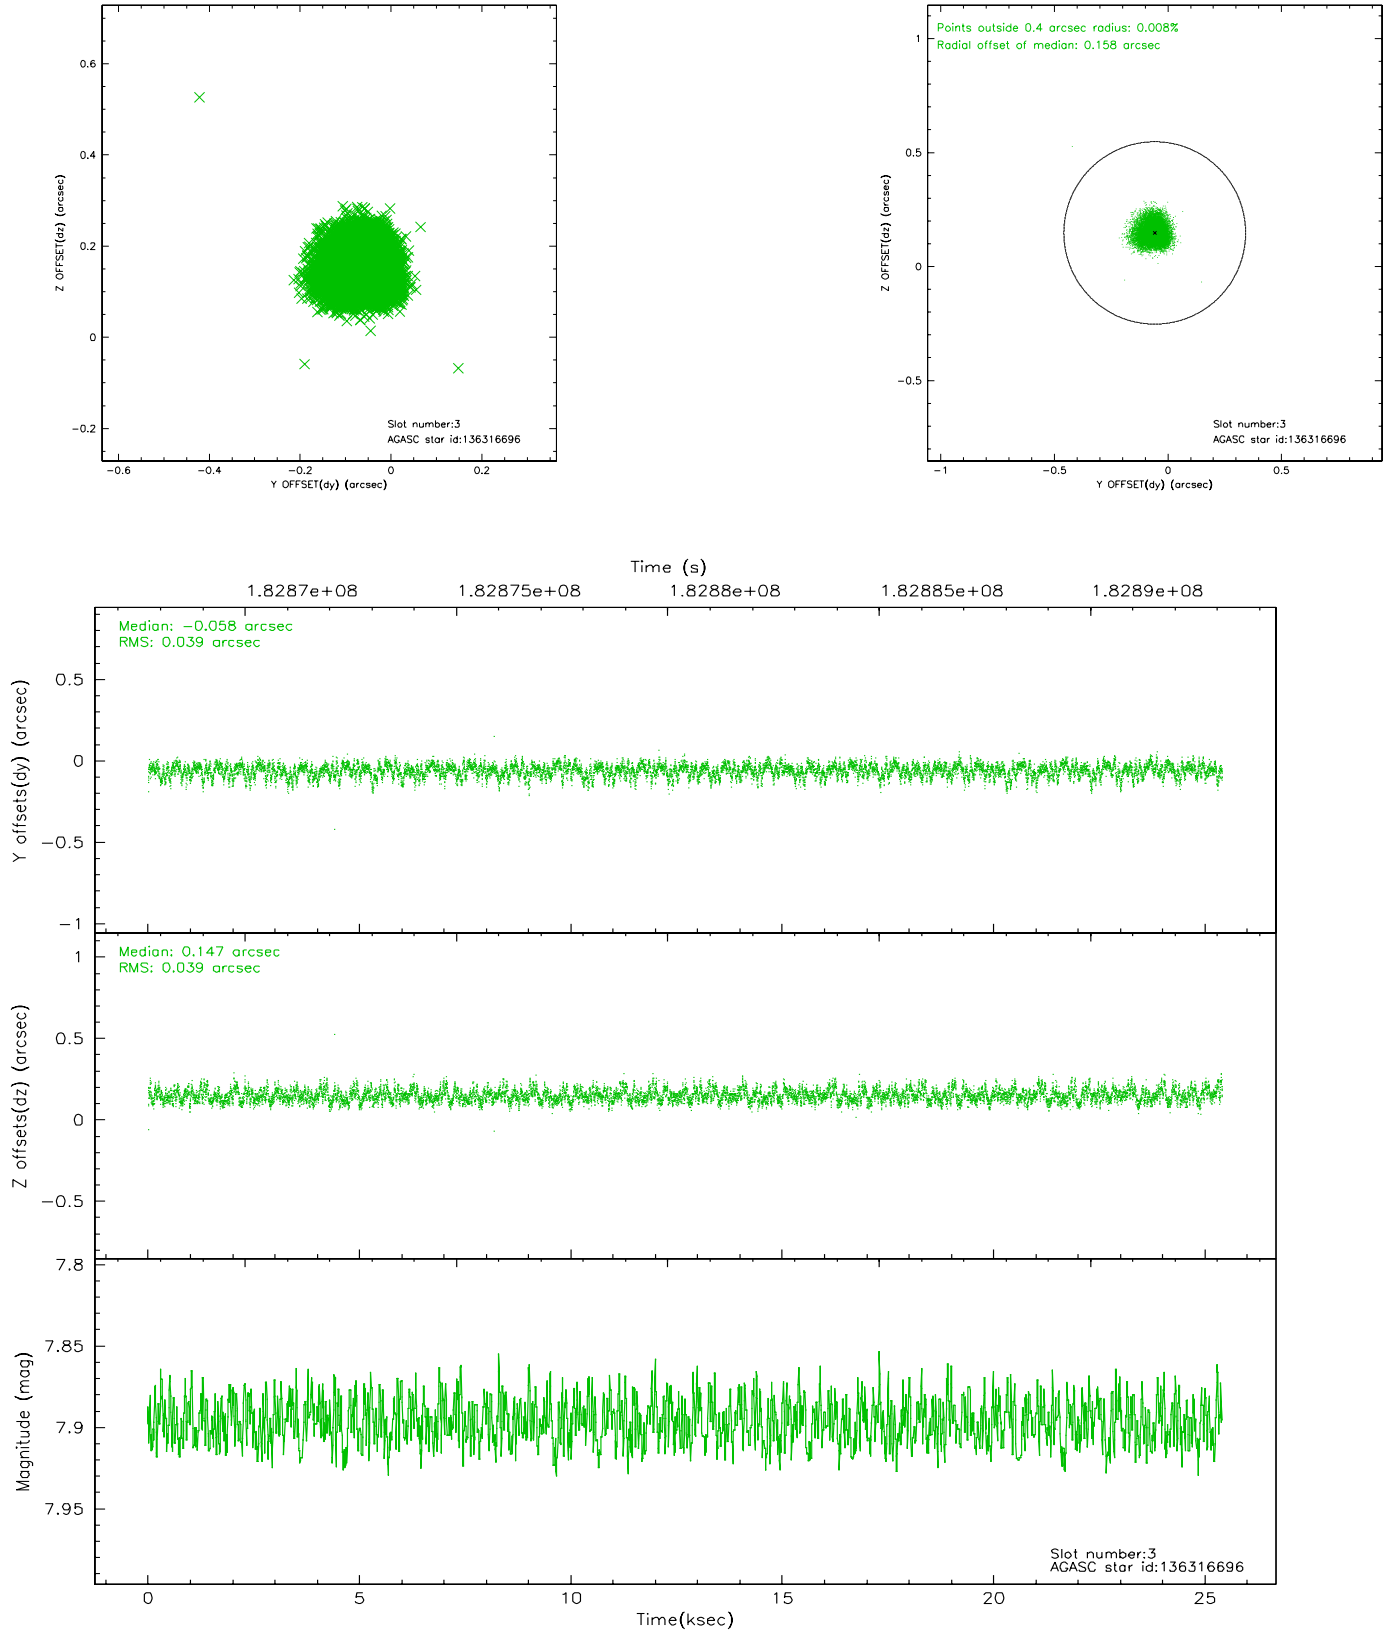 0.6
0.4
0.2
0
-0.2
Z OFFSET(dz) (arcsec)
Slot number:3
AGASC star id:136316696
-0.6 -0.4 -0.2 0 0.2
Y OFFSET(dy) (arcsec)
Points outside 0.4 arcsec radius: 0.008%
Radial offset of median: 0.158 arcsec
1
0.5
0
-0.5
Z OFFSET(dz) (arcsec)
Slot number:3
AGASC star id:136316696
-1 -0.5 0 0.5
Y OFFSET(dy) (arcsec)
Time (s)
1.8287e+08 1.82875e+08 1.8288e+08 1.82885e+08 1.8289e+08
Median: -0.058 arcsec
RMS: 0.039 arcsec
0.5
0
-0.5
-1
Y offsets(dy) (arcsec)
Median: 0.147 arcsec
RMS: 0.039 arcsec
1
0.5
0
-0.5
Z offsets(dz) (arcsec)
7.8
7.85
7.9
7.95
Magnitude (mag)
Slot number:3
AGASC star id:136316696
0 5 10 15 20 25
Time(ksec)